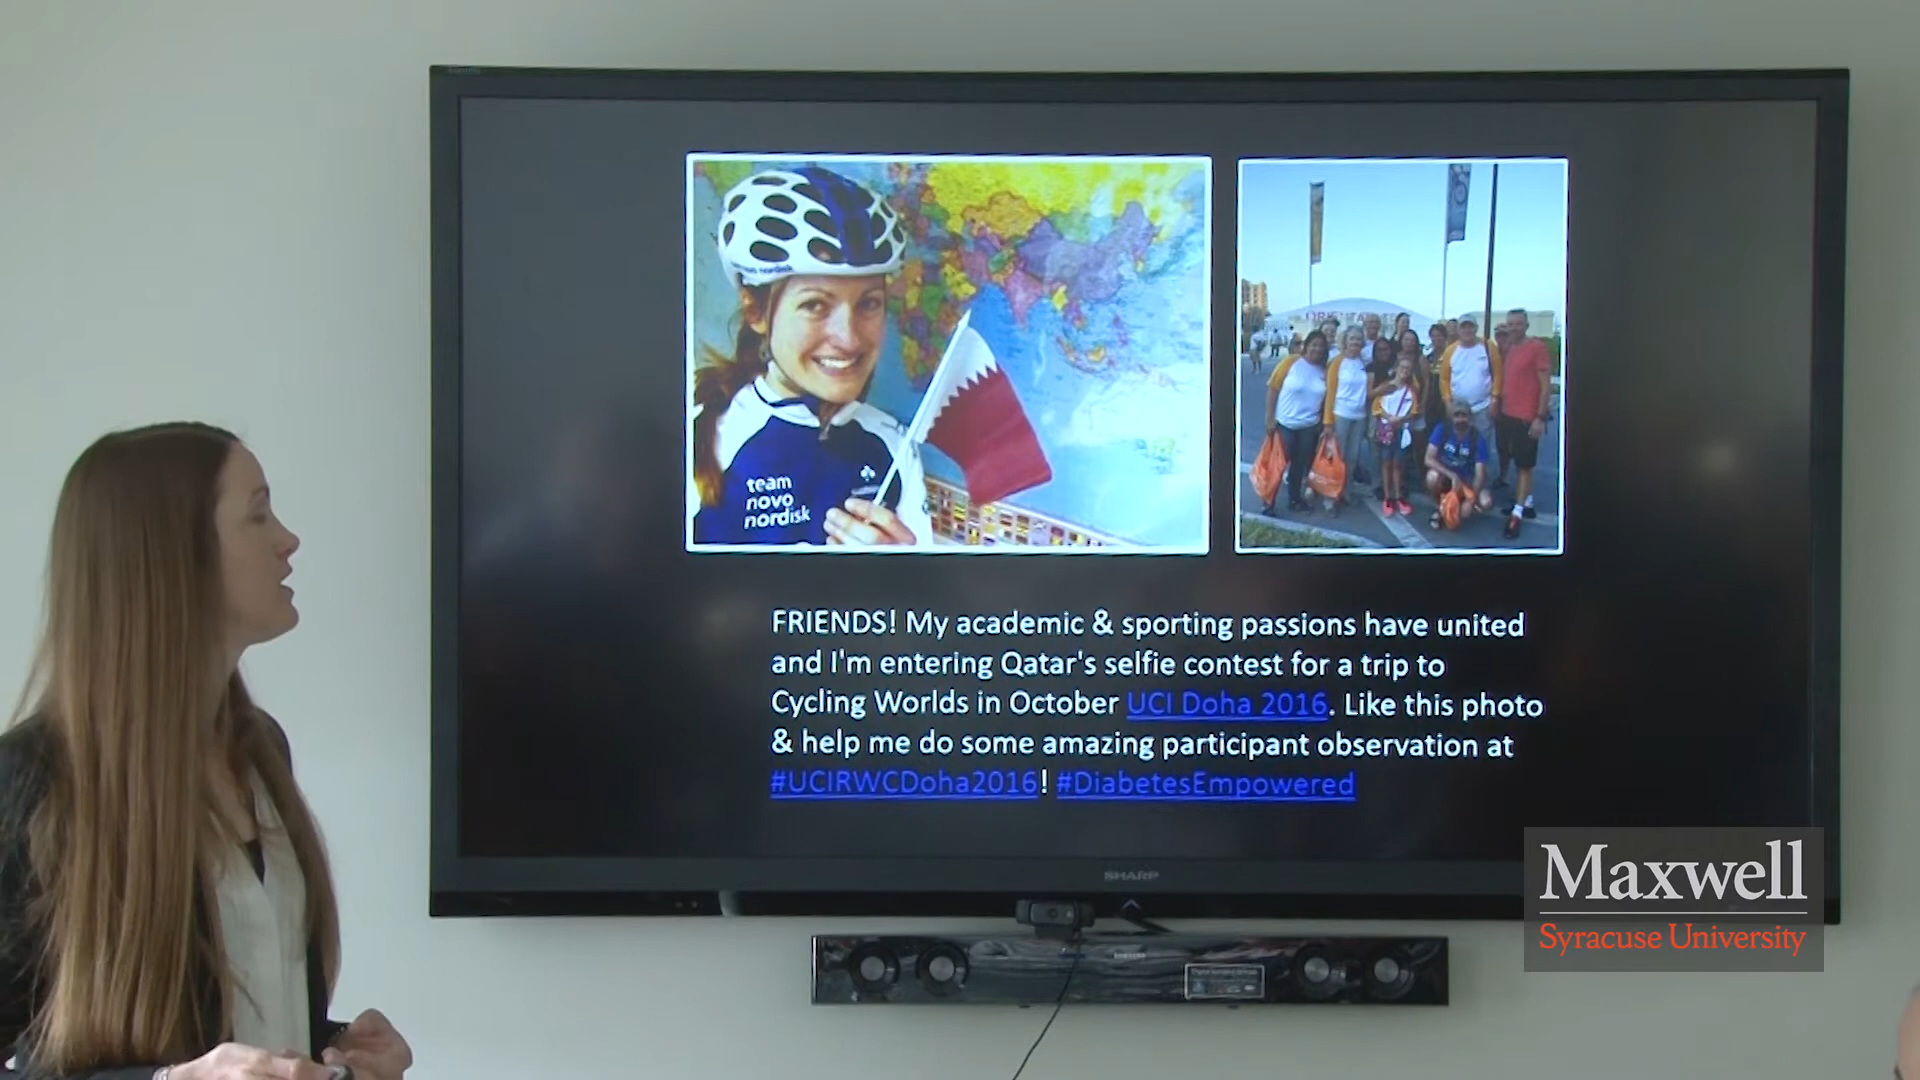 team
novo
nordisk
FRIENDS! My academic & sporting passions have united
and I'm entering Qatar's selfie contest for a trip to
Cycling Worlds in October UCI Doha 2016. Like this photo
& help me do some amazing participant observation at
#UCIRWCDoha2016! #DiabetesEmpowered
SHARP
Maxwell
Syracuse University
SAMSUNG